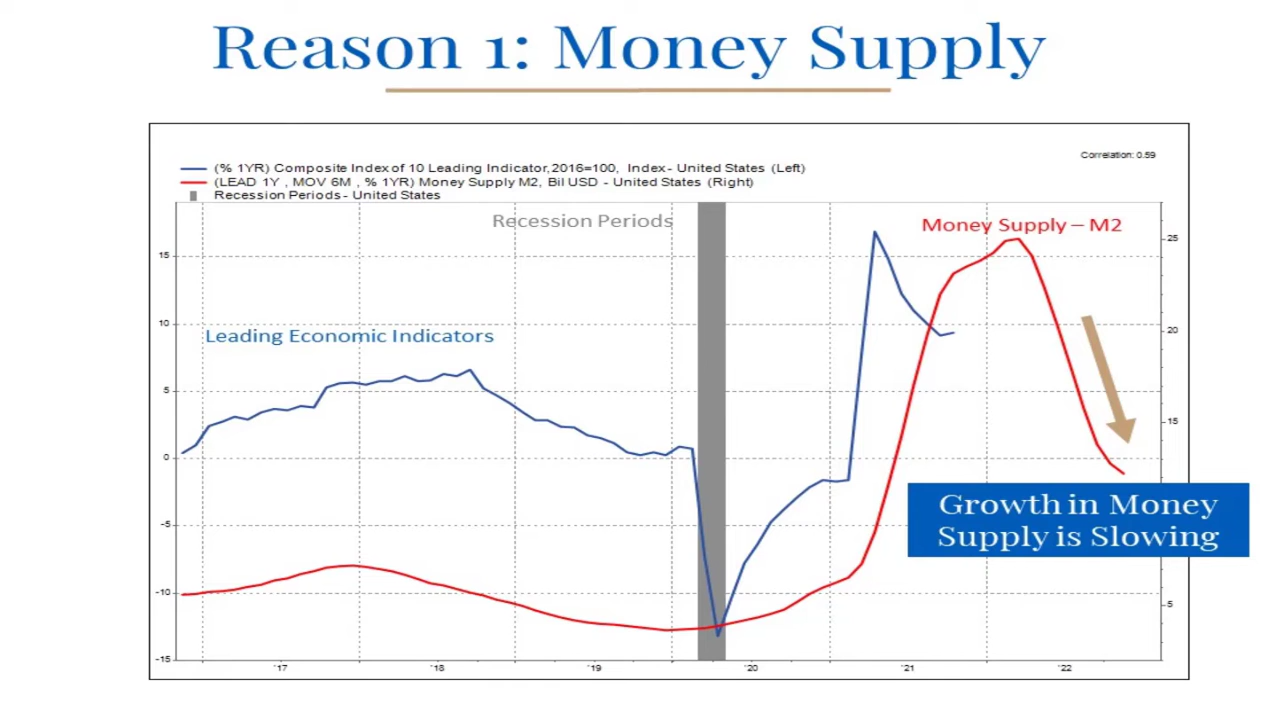 Reason 1: Money Supply
Correlation: 0.59
(% 1YR) Composite Index of 10 Leading Indicator, 2016=100, Index - United States (Left)
(LEAD 1Y , MOV 6M , % 1YR) Money Supply M2, Bil USD - United States (Right)
Recession Periods - United States
Recession Periods
Money Supply – M2
Leading Economic Indicators
15
10
5
0
-5
-10
-15
25
20
15
5
Growth in Money
Supply is Slowing
'17
'18
'19
'20
'21
'22